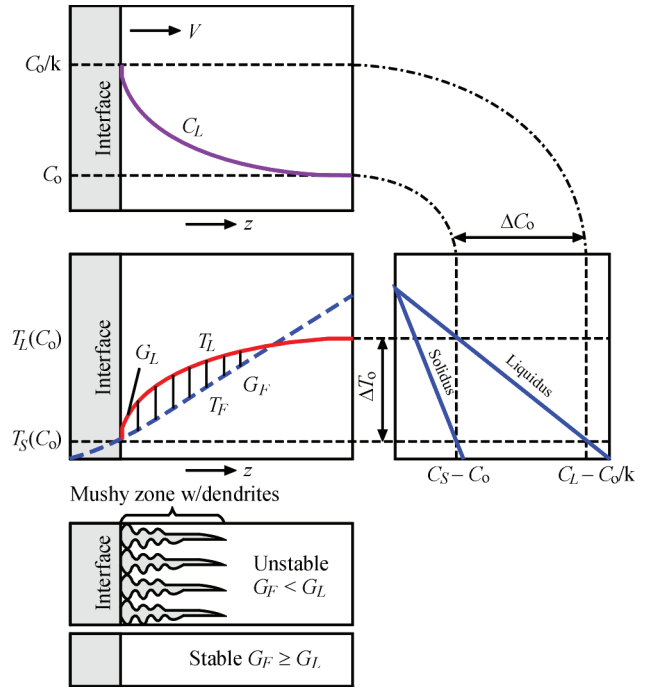 V
C₀/k
Interface
C_L
C₀
z
ΔC₀
T_L(C₀)
Interface
G_L
T_L
G_F
T_F
ΔT₀
Solidus
Liquidus
T_S(C₀)
z
C_S – C₀
C_L – C₀/k
Mushy zone w/dendrites
Interface
Unstable
G_F < G_L
Stable G_F ≥ G_L